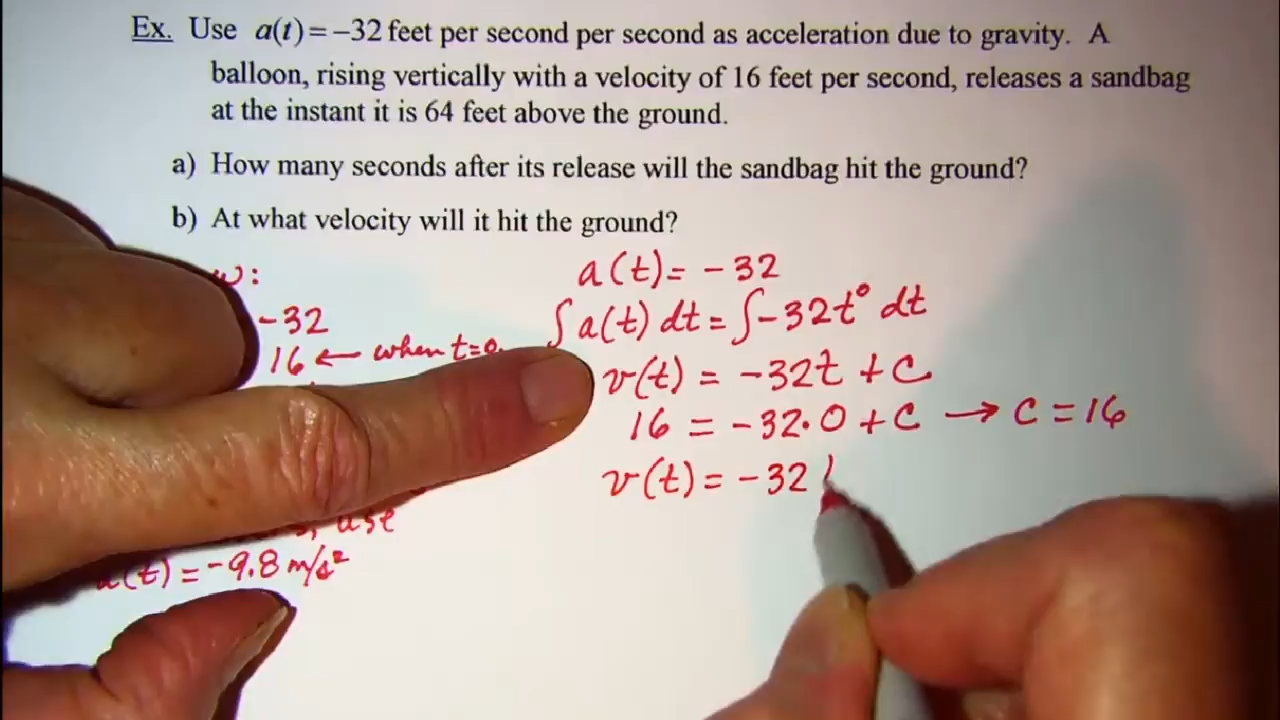 Ex. Use a(t)=−32 feet per second per second as acceleration due to gravity. A
balloon, rising vertically with a velocity of 16 feet per second, releases a sandbag
at the instant it is 64 feet above the ground.
a) How many seconds after its release will the sandbag hit the ground?
b) At what velocity will it hit the ground?
-32
16 ← when t=0
use
a(t) = -9.8 m/s²
a(t) = -32
∫a(t) dt = ∫-32t⁰ dt
v(t) = -32t + C
16 = -32·0 + C → C = 16
v(t) = -32